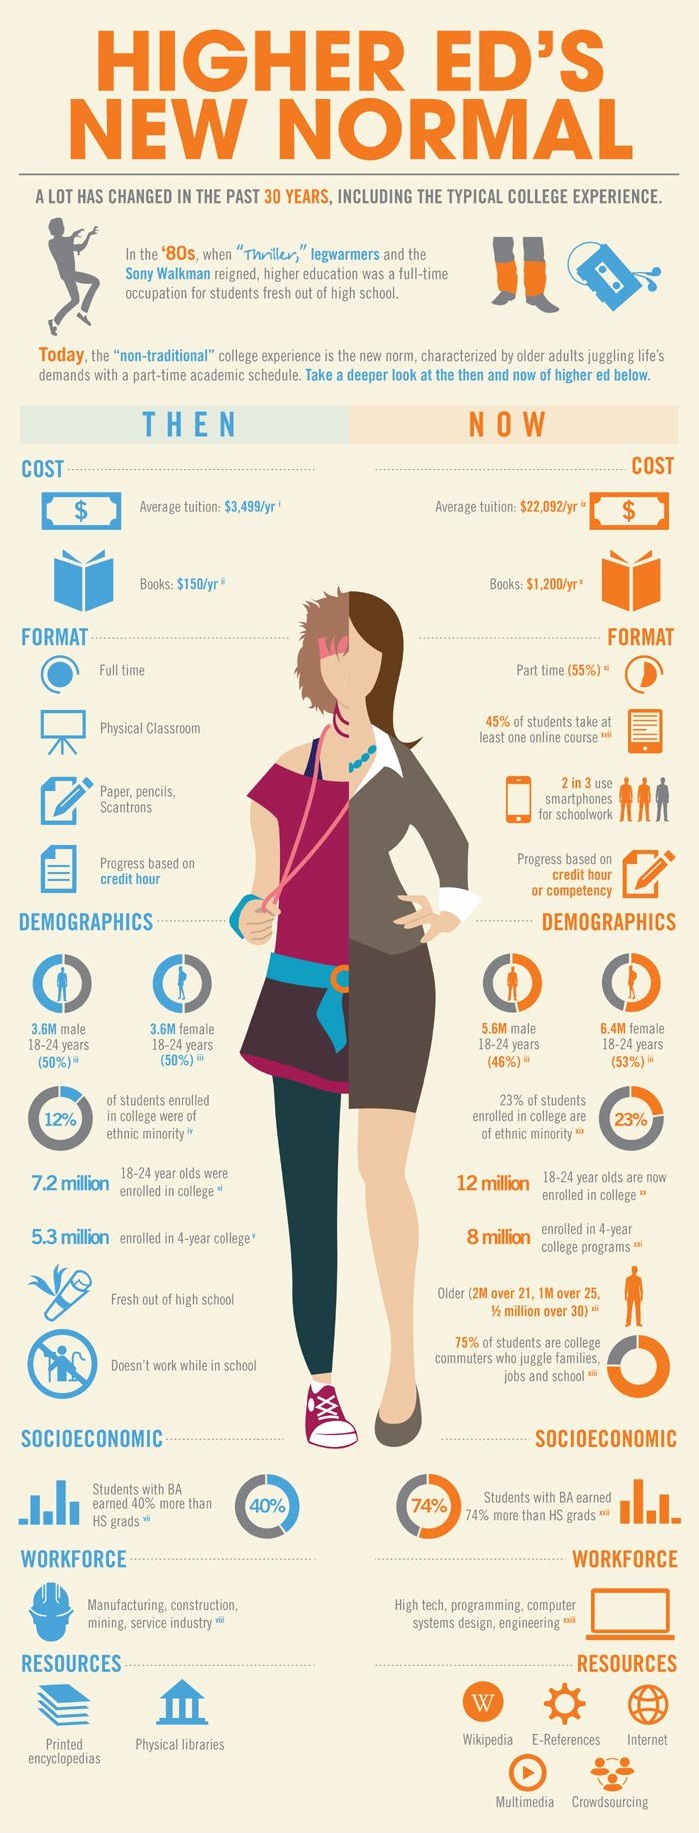 HIGHER ED'S
NEW NORMAL
A LOT HAS CHANGED IN THE PAST 30 YEARS, INCLUDING THE TYPICAL COLLEGE EXPERIENCE.
In the '80s, when "Thriller," legwarmers and the
Sony Walkman reigned, higher education was a full-time
occupation for students fresh out of high school.
Today, the "non-traditional" college experience is the new norm, characterized by older adults juggling life's
demands with a part-time academic schedule. Take a deeper look at the then and now of higher ed below.
THEN
NOW
COST
COST
$
Average tuition: $3,499/yr i
Average tuition: $22,092/yr ix
$
Books: $150/yr ii
Books: $1,200/yr x
FORMAT
FORMAT
Full time
Part time (55%) xi
Physical Classroom
45% of students take at
least one online course xvii
Paper, pencils,
Scantrons
2 in 3 use
smartphones
for schoolwork
Progress based on
credit hour
Progress based on
credit hour
or competency
DEMOGRAPHICS
DEMOGRAPHICS
3.6M male
18-24 years
(50%) iii
3.6M female
18-24 years
(50%) iii
5.6M male
18-24 years
(46%) iii
6.4M female
18-24 years
(53%) iii
12%
of students enrolled
in college were of
ethnic minority iv
23% of students
enrolled in college are
of ethnic minority xix
23%
7.2 million
18-24 year olds were
enrolled in college vi
12 million
18-24 year olds are now
enrolled in college xx
5.3 million enrolled in 4-year college v
8 million
enrolled in 4-year
college programs xxi
Fresh out of high school
Older (2M over 21, 1M over 25,
½ million over 30) xii
Doesn't work while in school
75% of students are college
commuters who juggle families,
jobs and school xiii
SOCIOECONOMIC
SOCIOECONOMIC
Students with BA
earned 40% more than
HS grads vii
40%
74%
Students with BA earned
74% more than HS grads xxii
WORKFORCE
WORKFORCE
Manufacturing, construction,
mining, service industry viii
High tech, programming, computer
systems design, engineering xxiii
RESOURCES
RESOURCES
Printed
encyclopedias
Physical libraries
W
Wikipedia
E-References
Internet
Multimedia
Crowdsourcing